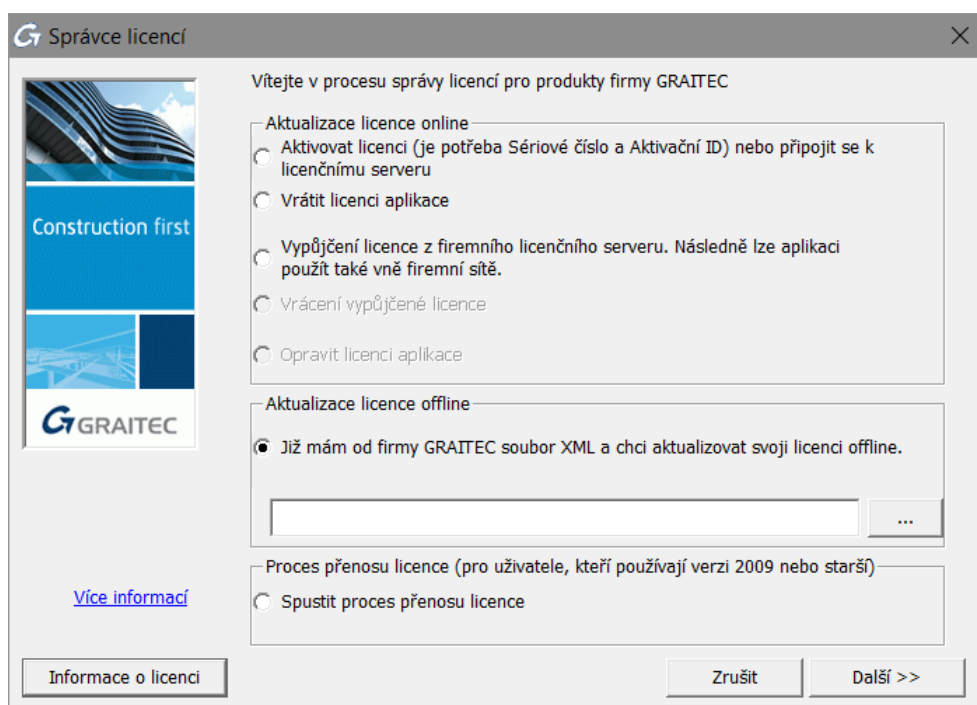 Správce licencí
Vítejte v procesu správy licencí pro produkty firmy GRAITEC
Aktualizace licence online
Aktivovat licenci (je potřeba Sériové číslo a Aktivační ID) nebo připojit se k
licenčnímu serveru
Vrátit licenci aplikace
Construction first
Vypůjčení licence z firemního licenčního serveru. Následně lze aplikaci
použít také vně firemní sítě.
Vrácení vypůjčené licence
Opravit licenci aplikace
GRAITEC
Aktualizace licence offline
Již mám od firmy GRAITEC soubor XML a chci aktualizovat svoji licenci offline.
...
Proces přenosu licence (pro uživatele, kteří používají verzi 2009 nebo starší)
Spustit proces přenosu licence
Více informací
Informace o licenci
Zrušit
Další >>